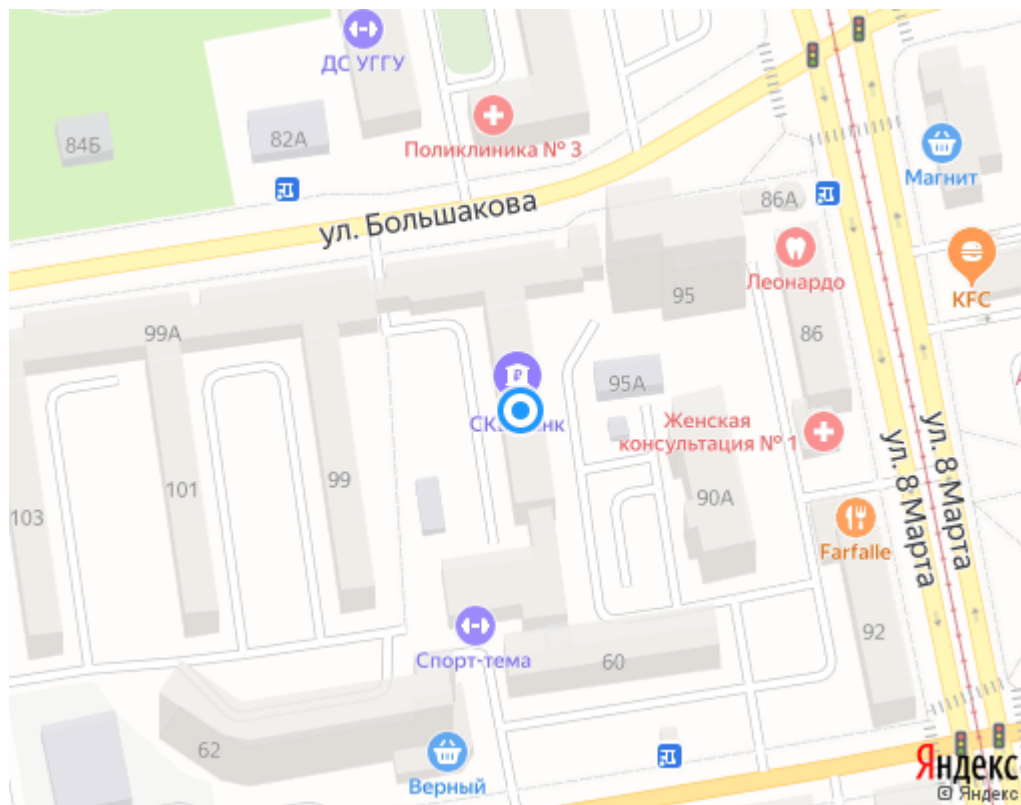 ДС УГГУ
84Б
82А
Поликлиника № 3
Магнит
86А
ул. Большакова
Леонардо
KFC
95
99А
86
95А
Женская
консультация № 1
ул. 8 Марта
ул. 8 Марта
99
101
103
90А
Farfalle
92
Спорт-тема
60
62
Верный
Яндекс
© Яндекс